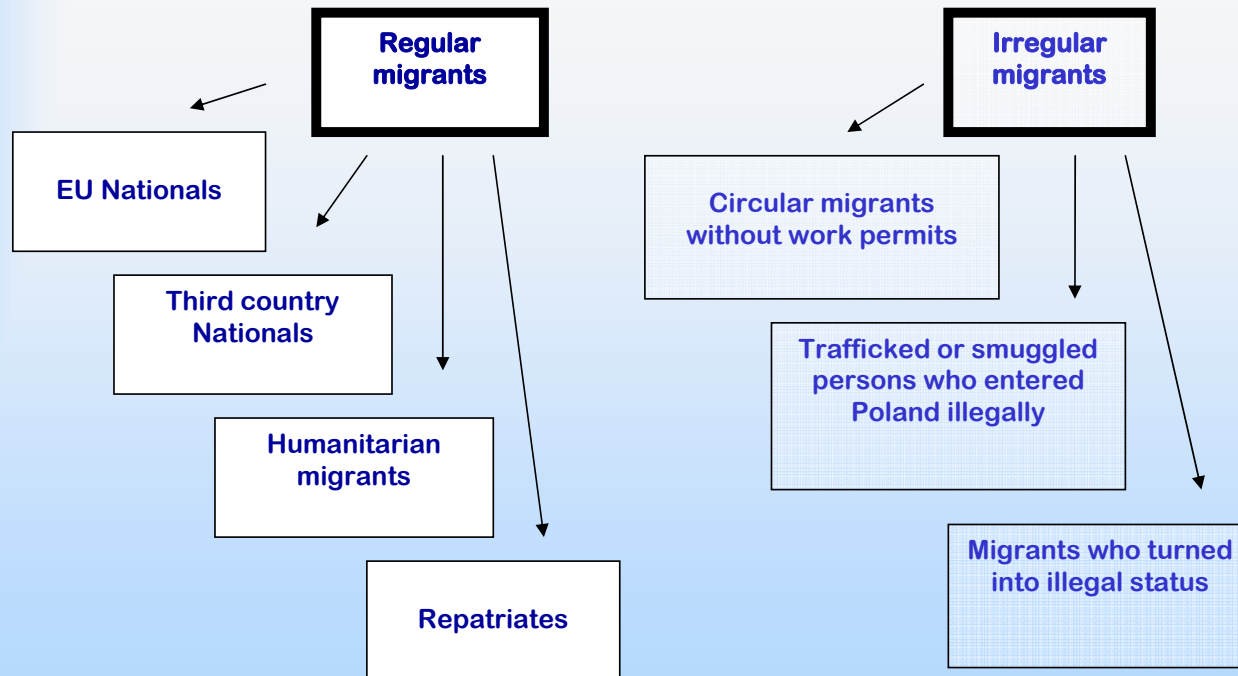 Regular
migrants
EU Nationals
Third country
Nationals
Humanitarian
migrants
Repatriates
Irregular
migrants
Circular migrants
without work permits
Trafficked or smuggled
persons who entered
Poland illegally
Migrants who turned
into illegal status